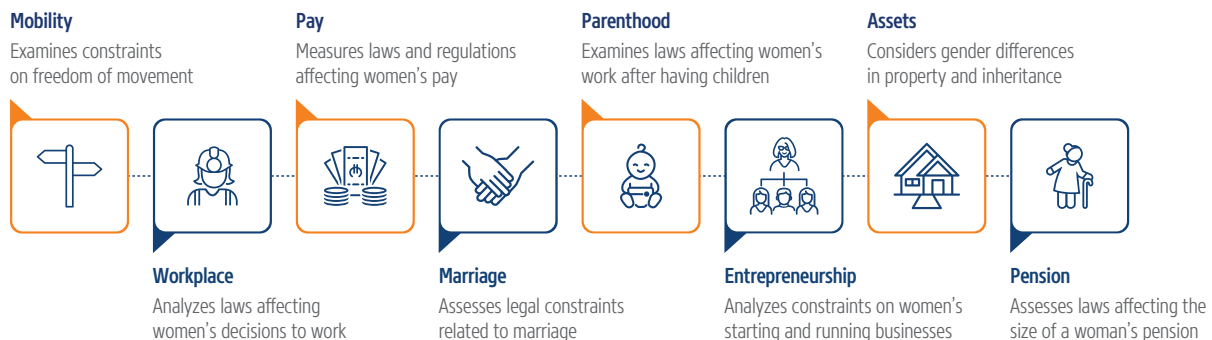 Mobility
Examines constraints
on freedom of movement
Pay
Measures laws and regulations
affecting women's pay
Parenthood
Examines laws affecting women's
work after having children
Assets
Considers gender differences
in property and inheritance
Workplace
Analyzes laws affecting
women's decisions to work
Marriage
Assesses legal constraints
related to marriage
Entrepreneurship
Analyzes constraints on women's
starting and running businesses
Pension
Assesses laws affecting the
size of a woman's pension